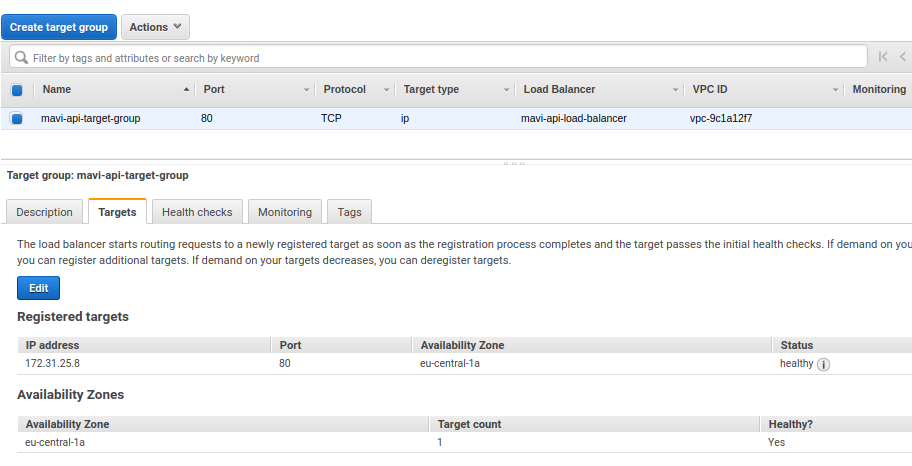 Create target group Actions
Filter by tags and attributes or search by keyword
Name Port Protocol Target type Load Balancer VPC ID Monitoring
mavi-api-target-group 80 TCP ip mavi-api-load-balancer vpc-9c1a12f7
Target group: mavi-api-target-group
Description Targets Health checks Monitoring Tags
The load balancer starts routing requests to a newly registered target as soon as the registration process completes and the target passes the initial health checks. If demand on you
you can register additional targets. If demand on your targets decreases, you can deregister targets.
Edit
Registered targets
IP address Port Availability Zone Status
172.31.25.8 80 eu-central-1a healthy i
Availability Zones
Availability Zone Target count Healthy?
eu-central-1a 1 Yes